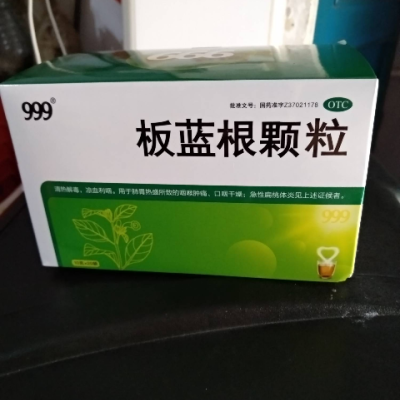 999®
批准文号：国药准字Z37021178 OTC
板蓝根颗粒
清热解毒，凉血利咽。用于肺胃热盛所致的咽喉肿痛、口咽干燥；急性扁桃体炎见上述证候者。
999